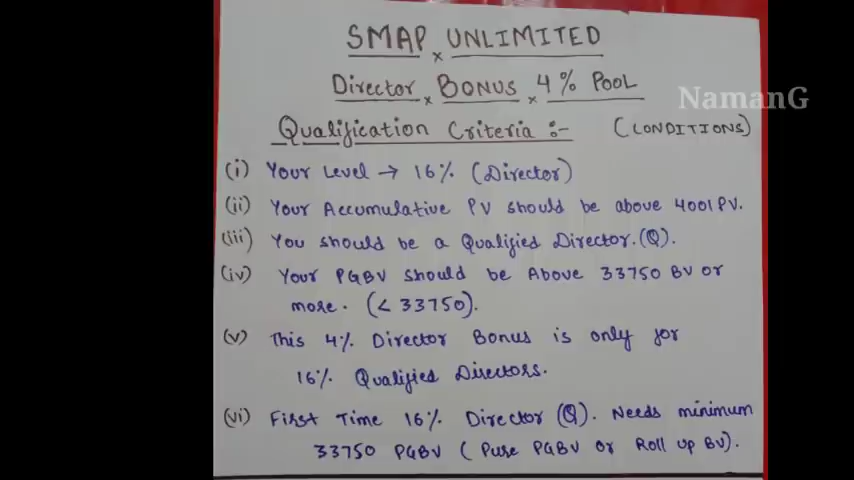 SMAP x UNLIMITED
Director x BONUS x 4% POOL
NamanG
Qualification Criteria :- (CONDITIONS)
(i) Your Level → 16% (Director)
(ii) Your Accumulative PV should be above 4001PV.
(iii) You should be a Qualified Director. (Q).
(iv) Your PGBV should be Above 33750 BV or
more. (< 33750).
(v) This 4% Director Bonus is only for
16% Qualified Directors.
(vi) First Time 16% Director (Q). Needs minimum
33750 PGBV (Pure PGBV or Roll up BV).